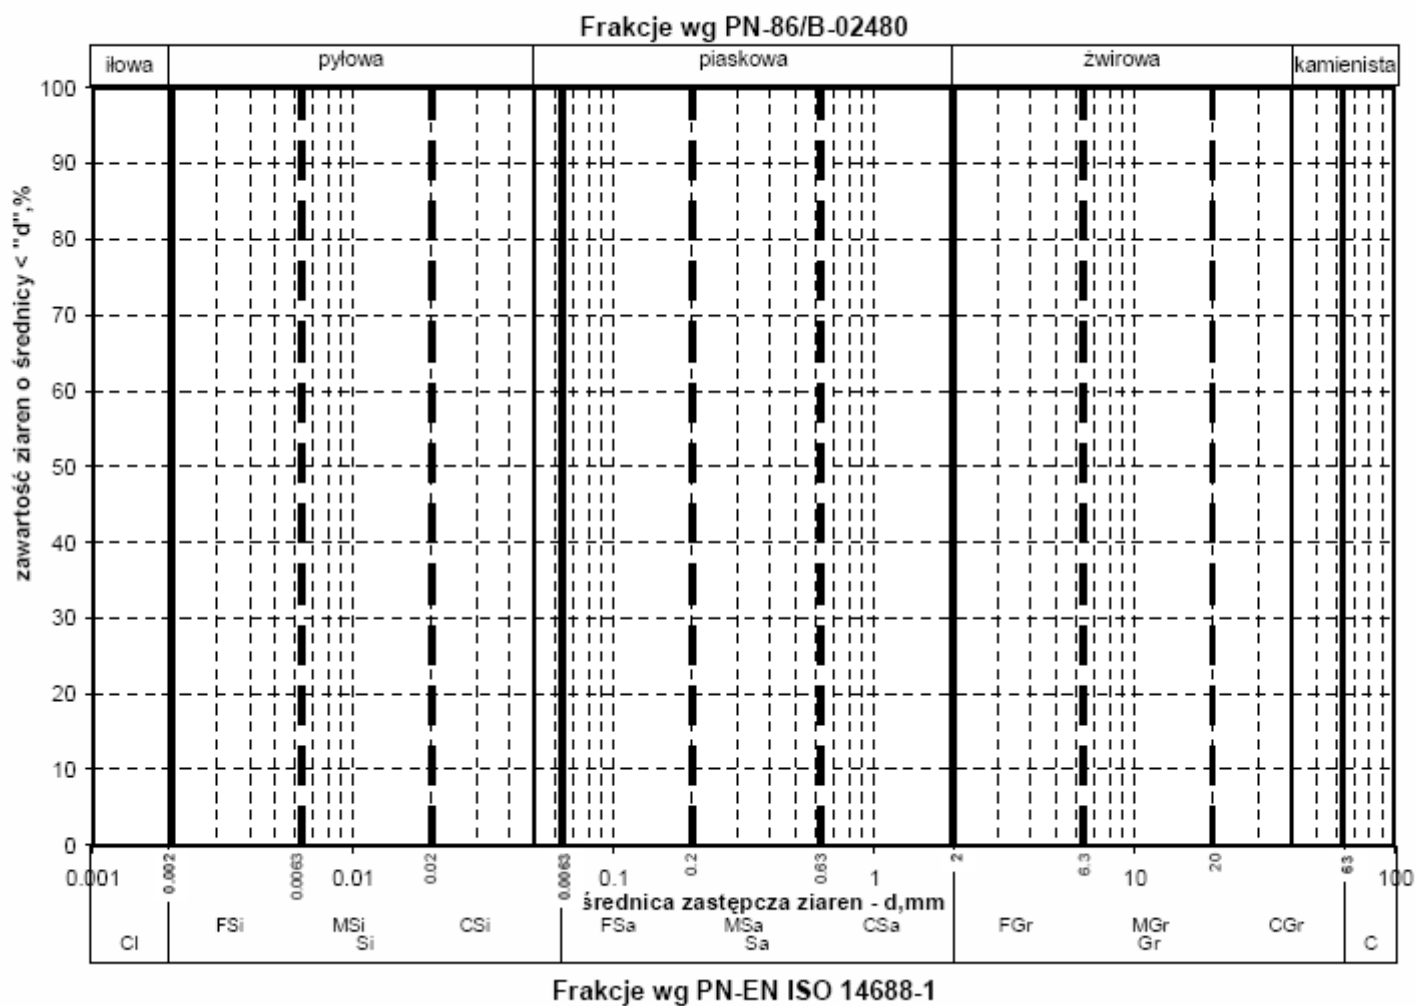 Frakcje wg PN-86/B-02480
iłowa pyłowa piaskowa żwirowa kamienista
100
90
80
70
60
50
40
30
20
10
0
zawartość ziaren o średnicy < "d",%
0.002 0.0063 0.02 0.0063 0.2 0.63 2 6.3 20 63
0.001 0.01 0.1 1 10 100
średnica zastępcza ziaren - d,mm
FSi MSi CSi FSa MSa CSa FGr MGr CGr
Cl Si Sa Gr C
Frakcje wg PN-EN ISO 14688-1